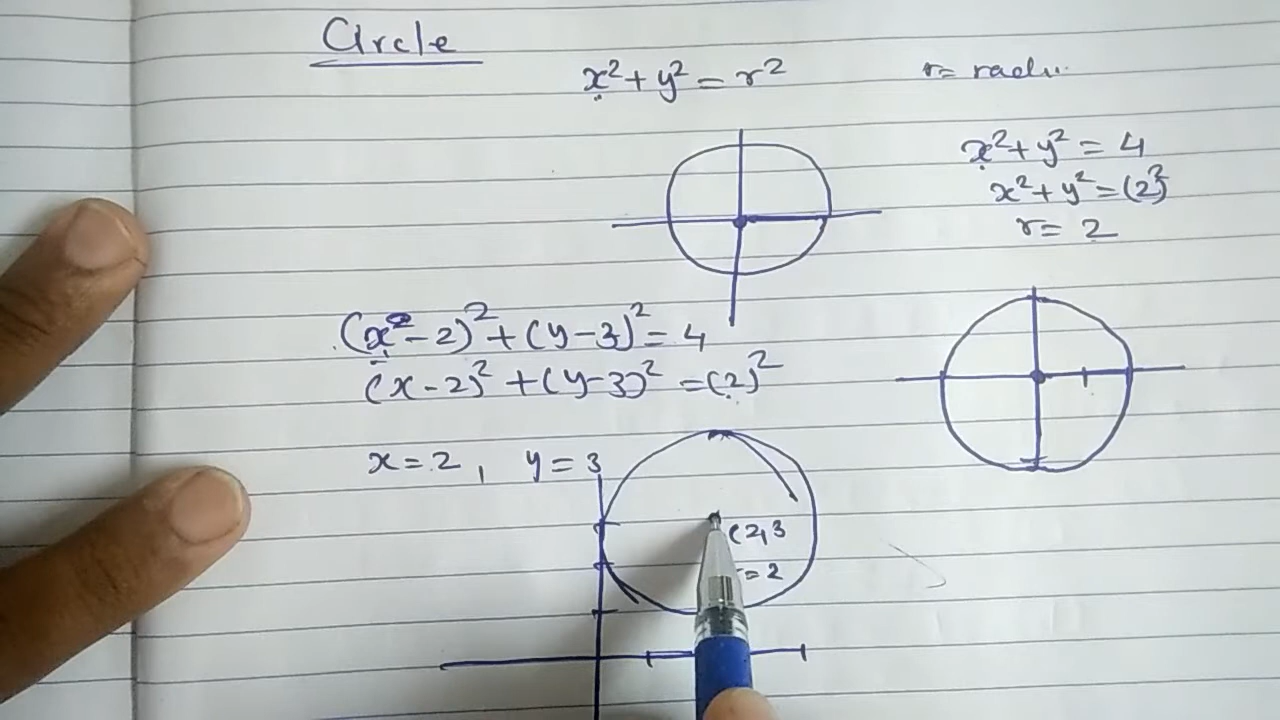 Circle
x² + y² = r²
r = radiu..
x² + y² = 4
x² + y² = (2)²
r = 2
(x² - 2)² + (y - 3)² = 4
(x - 2)² + (y - 3)² = (2)²
x = 2, y = 3
(2,3
= 2